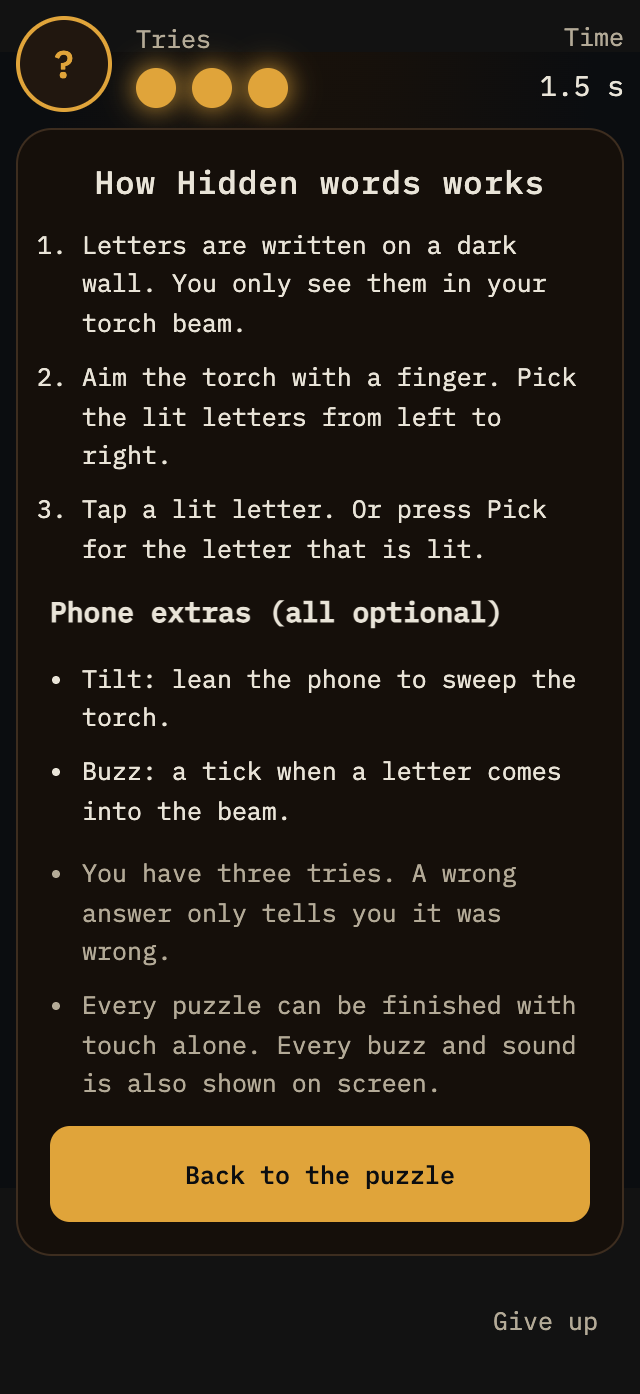 ?
Tries
Time
1.5 s
How Hidden words works
1. Letters are written on a dark
wall. You only see them in your
torch beam.
2. Aim the torch with a finger. Pick
the lit letters from left to
right.
3. Tap a lit letter. Or press Pick
for the letter that is lit.
Phone extras (all optional)
• Tilt: lean the phone to sweep the
torch.
• Buzz: a tick when a letter comes
into the beam.
• You have three tries. A wrong
answer only tells you it was
wrong.
• Every puzzle can be finished with
touch alone. Every buzz and sound
is also shown on screen.
Back to the puzzle
Give up